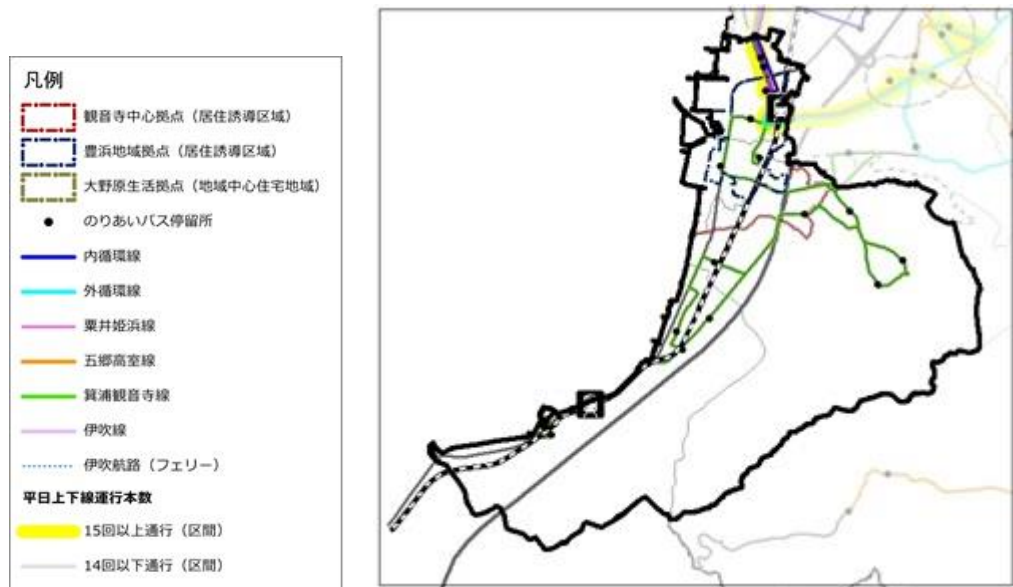 凡例
観音寺中心拠点（居住誘導区域）
豊浜地域拠点（居住誘導区域）
大野原生活拠点（地域中心住宅地域）
のりあいバス停留所
内循環線
外循環線
粟井姫浜線
五郷高室線
箕浦観音寺線
伊吹線
伊吹航路（フェリー）
平日上下線運行本数
15回以上通行（区間）
14回以下通行（区間）